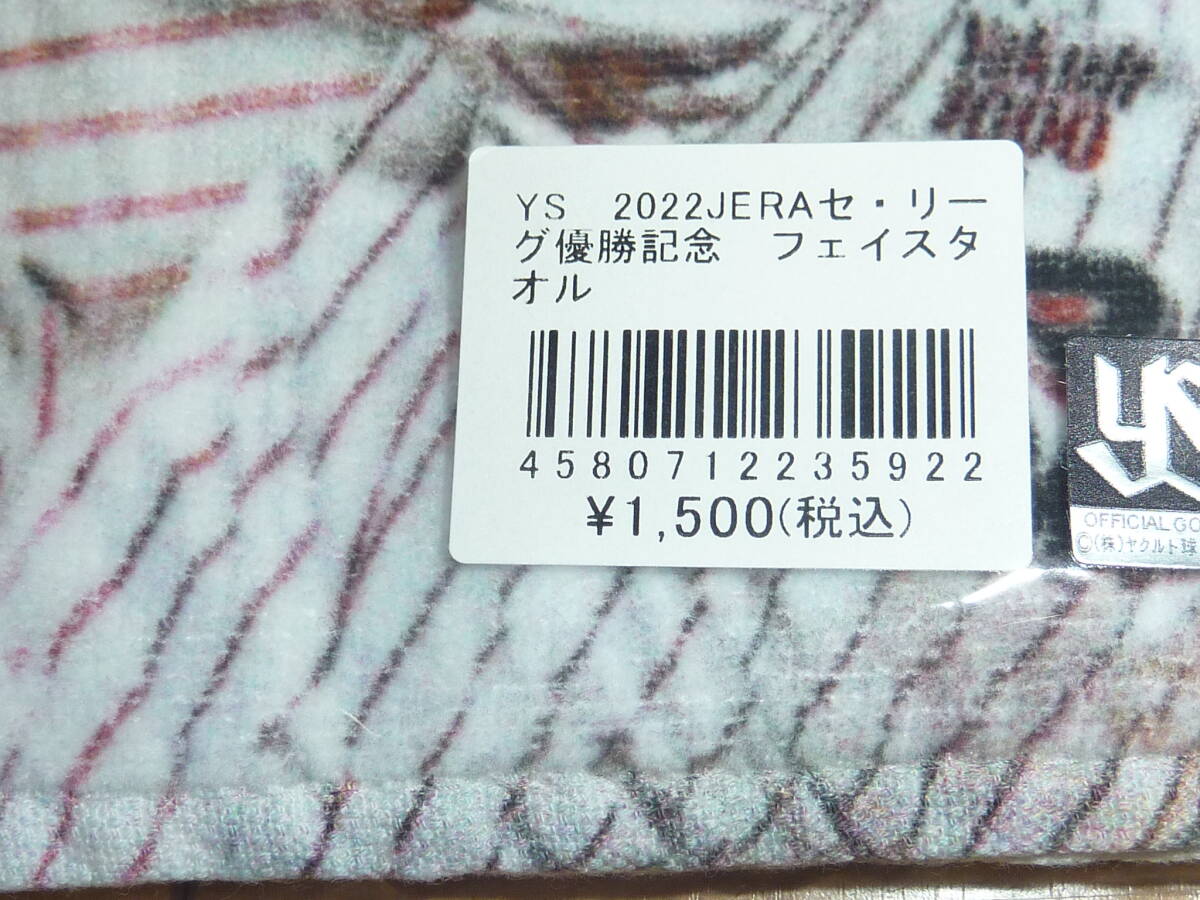 YS 2022JERAセ・リー
グ優勝記念 フェイスタ
オル
4580712235922
¥1,500(税込)
YS
OFFICIAL GO
©(株)ヤクルト球